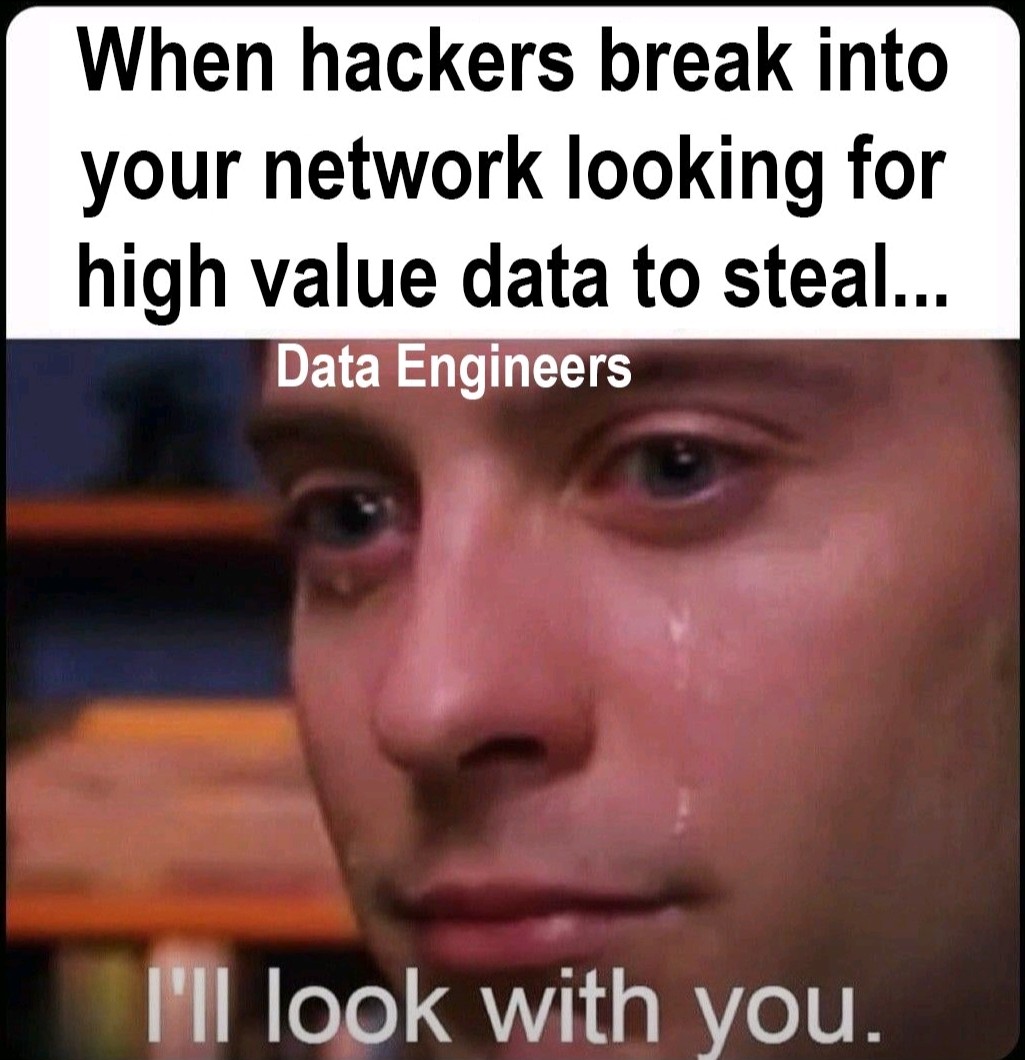 When hackers break into
your network looking for
high value data to steal...
Data Engineers
I'll look with you.